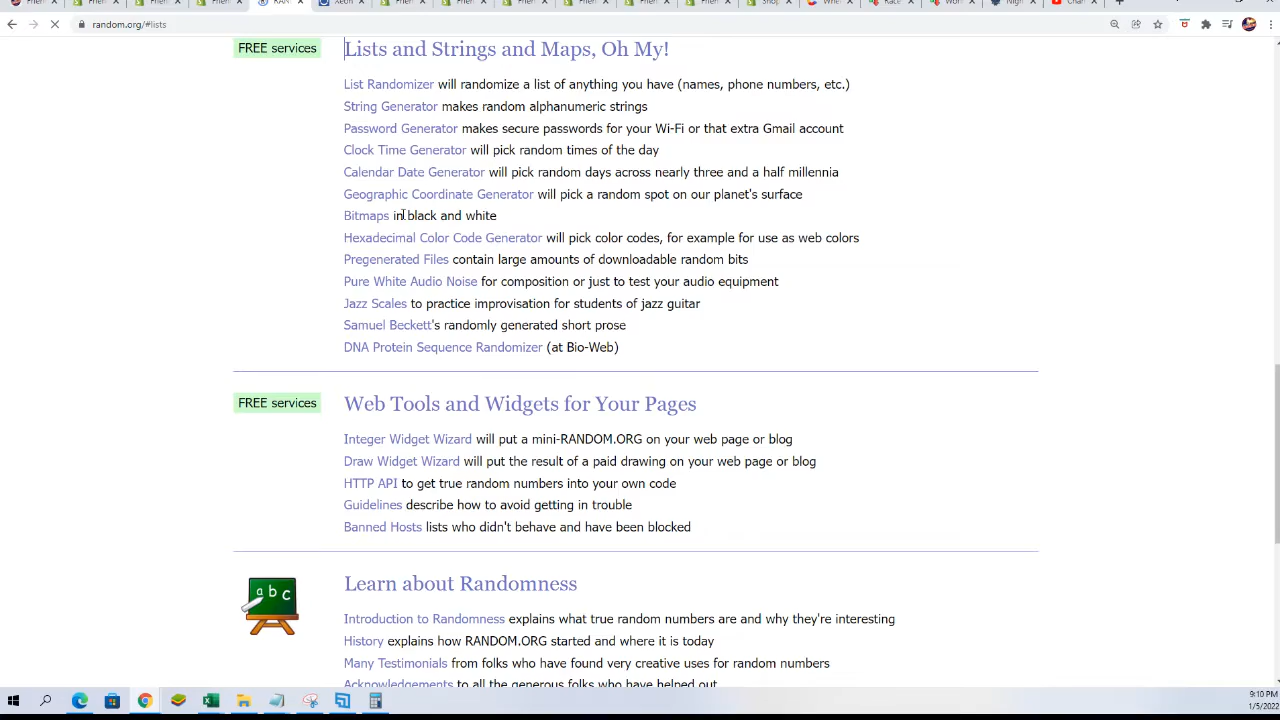 random.org/#lists
FREE services
Lists and Strings and Maps, Oh My!
List Randomizer will randomize a list of anything you have (names, phone numbers, etc.)
String Generator makes random alphanumeric strings
Password Generator makes secure passwords for your Wi-Fi or that extra Gmail account
Clock Time Generator will pick random times of the day
Calendar Date Generator will pick random days across nearly three and a half millennia
Geographic Coordinate Generator will pick a random spot on our planet's surface
Bitmaps in black and white
Hexadecimal Color Code Generator will pick color codes, for example for use as web colors
Pregenerated Files contain large amounts of downloadable random bits
Pure White Audio Noise for composition or just to test your audio equipment
Jazz Scales to practice improvisation for students of jazz guitar
Samuel Beckett's randomly generated short prose
DNA Protein Sequence Randomizer (at Bio-Web)
FREE services
Web Tools and Widgets for Your Pages
Integer Widget Wizard will put a mini-RANDOM.ORG on your web page or blog
Draw Widget Wizard will put the result of a paid drawing on your web page or blog
HTTP API to get true random numbers into your own code
Guidelines describe how to avoid getting in trouble
Banned Hosts lists who didn't behave and have been blocked
a b c
Learn about Randomness
Introduction to Randomness explains what true random numbers are and why they're interesting
History explains how RANDOM.ORG started and where it is today
Many Testimonials from folks who have found very creative uses for random numbers
Acknowledgements to all the generous folks who have helped out
9:10 PM
1/5/2022